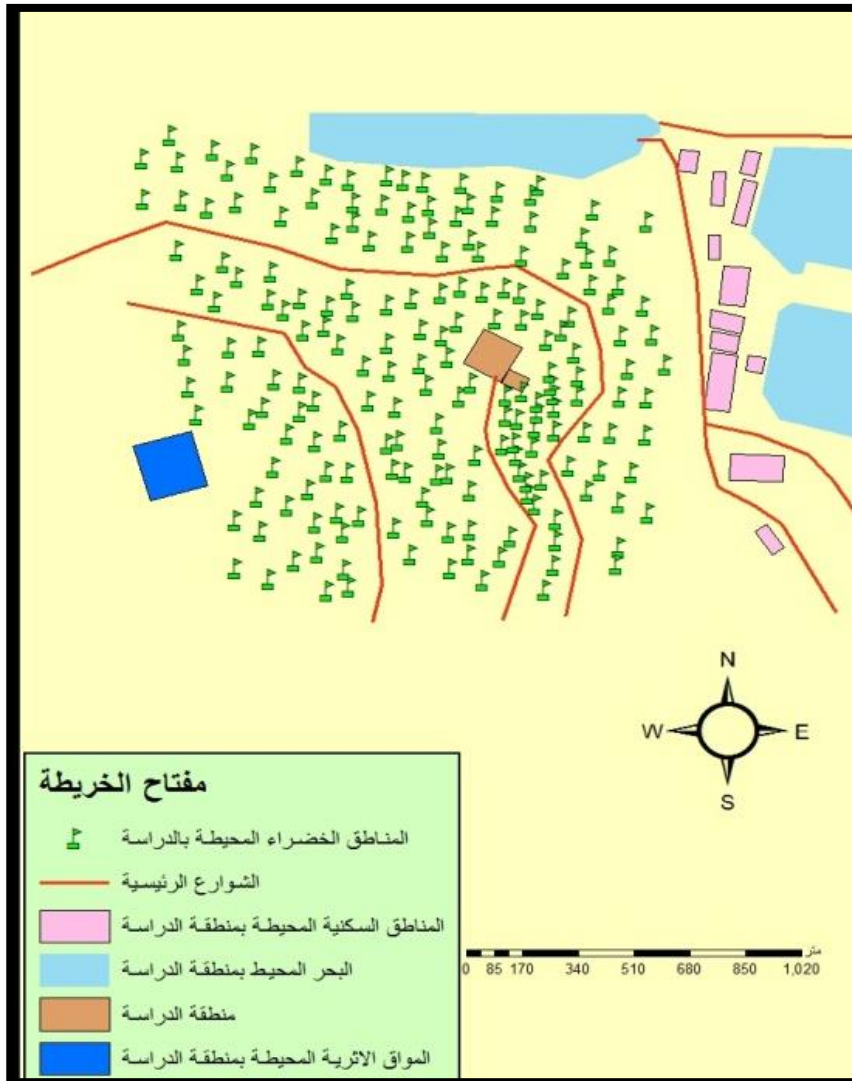 N
W E
S
مفتاح الخريطة
المناطق الخضراء المحيطة بالدراسة
الشوارع الرئيسية
المناطق السكنية المحيطة بمنطقة الدراسة
البحر المحيط بمنطقة الدراسة
منطقة الدراسة
المواق الاثرية المحيطة بمنطقة الدراسة
متر
0 85 170 340 510 680 850 1,020